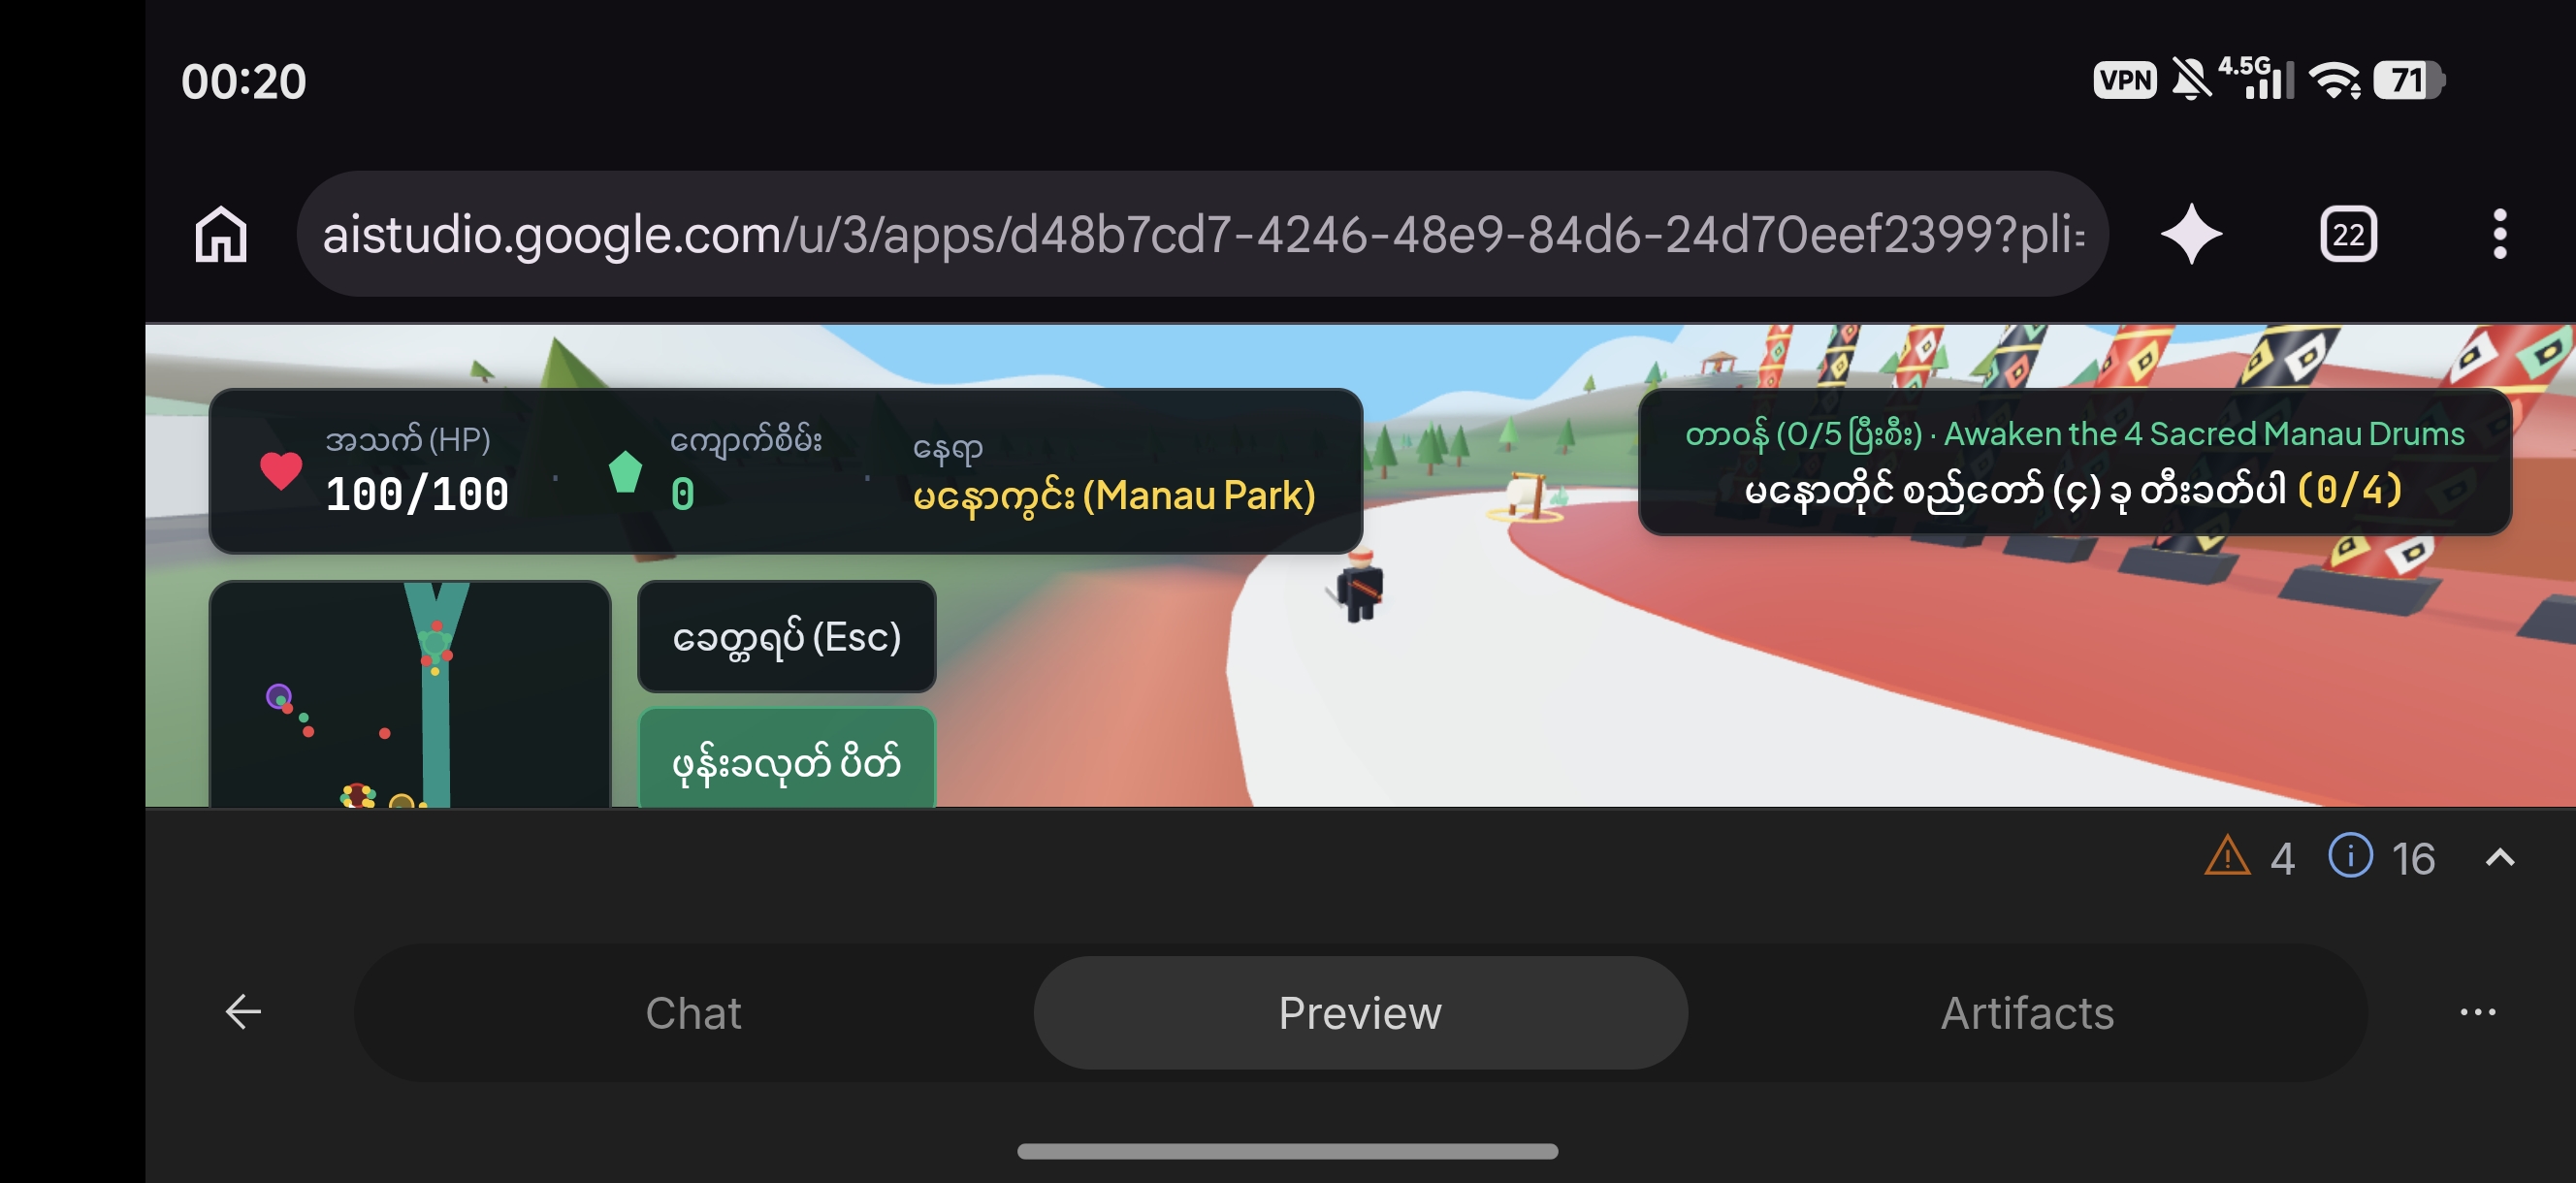 00:20
VPN 4.5G 71
aistudio.google.com/u/3/apps/d48b7cd7-4246-48e9-84d6-24d70eef2399?pli=
22
အသက် (HP)
100/100
ကျောက်စိမ်း
0
နေရာ
မနောကွင်း (Manau Park)
တာဝန် (0/5 ပြီးစီး) · Awaken the 4 Sacred Manau Drums
မနောတိုင် စည်တော် (၄) ခု တီးခတ်ပါ (0/4)
ခေတ္တရပ် (Esc)
ဖုန်းခလုတ် ပိတ်
4 16
Chat
Preview
Artifacts